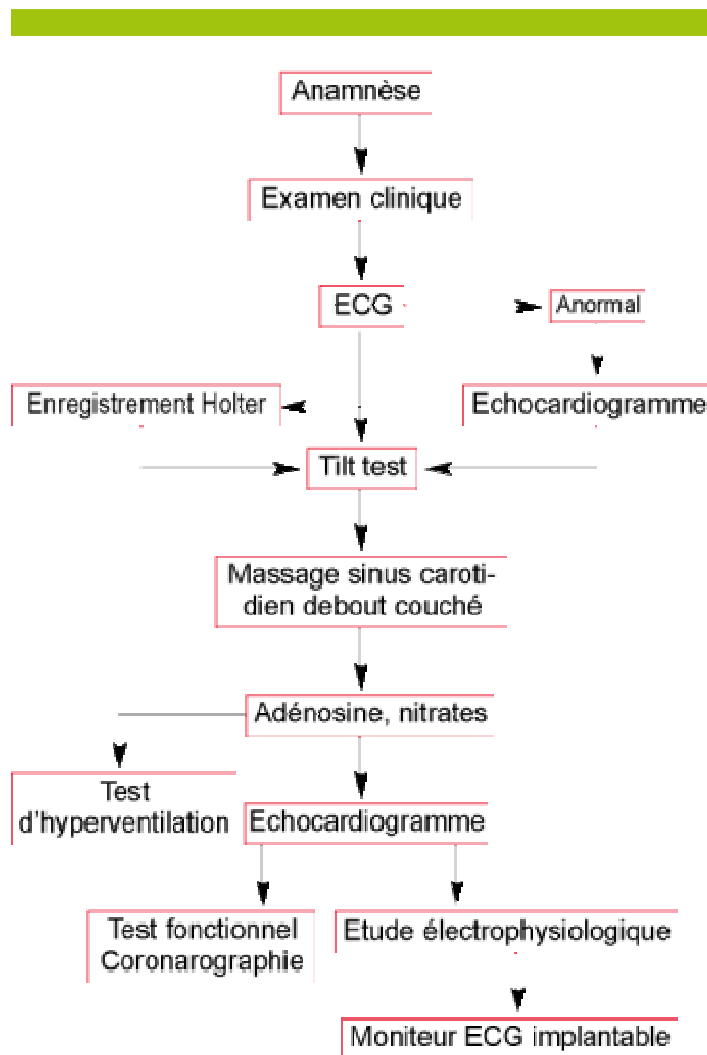 Anamnèse
Examen clinique
ECG
Anormal
Enregistrement Holter
Echocardiogramme
Tilt test
Massage sinus caroti-
dien debout couché
Adénosine, nitrates
Test
d'hyperventilation
Echocardiogramme
Test fonctionnel
Coronarographie
Etude électrophysiologique
Moniteur ECG implantable